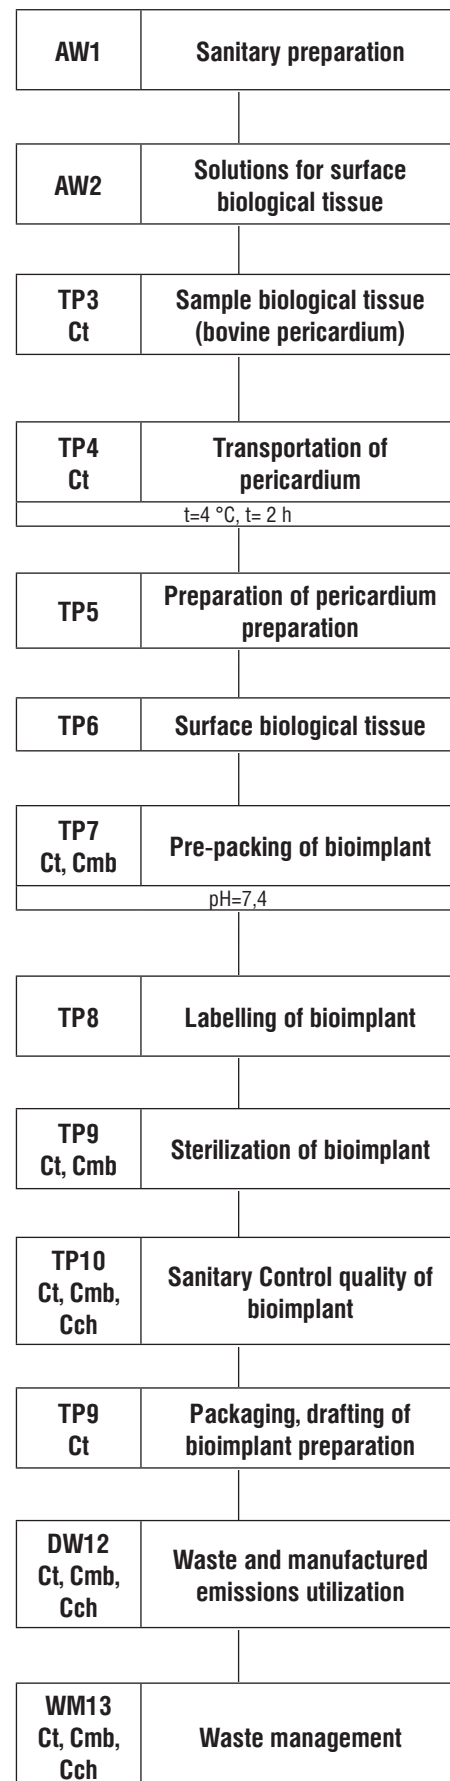 AW1
Sanitary preparation
AW2
Solutions for surface
biological tissue
TP3
Ct
Sample biological tissue
(bovine pericardium)
TP4
Ct
Transportation of
pericardium
t=4 °C, t= 2 h
TP5
Preparation of pericardium
preparation
TP6
Surface biological tissue
TP7
Ct, Cmb
Pre-packing of bioimplant
pH=7,4
TP8
Labelling of bioimplant
TP9
Ct, Cmb
Sterilization of bioimplant
TP10
Ct, Cmb,
Cch
Sanitary Control quality of
bioimplant
TP9
Ct
Packaging, drafting of
bioimplant preparation
DW12
Ct, Cmb,
Cch
Waste and manufactured
emissions utilization
WM13
Ct, Cmb,
Cch
Waste management